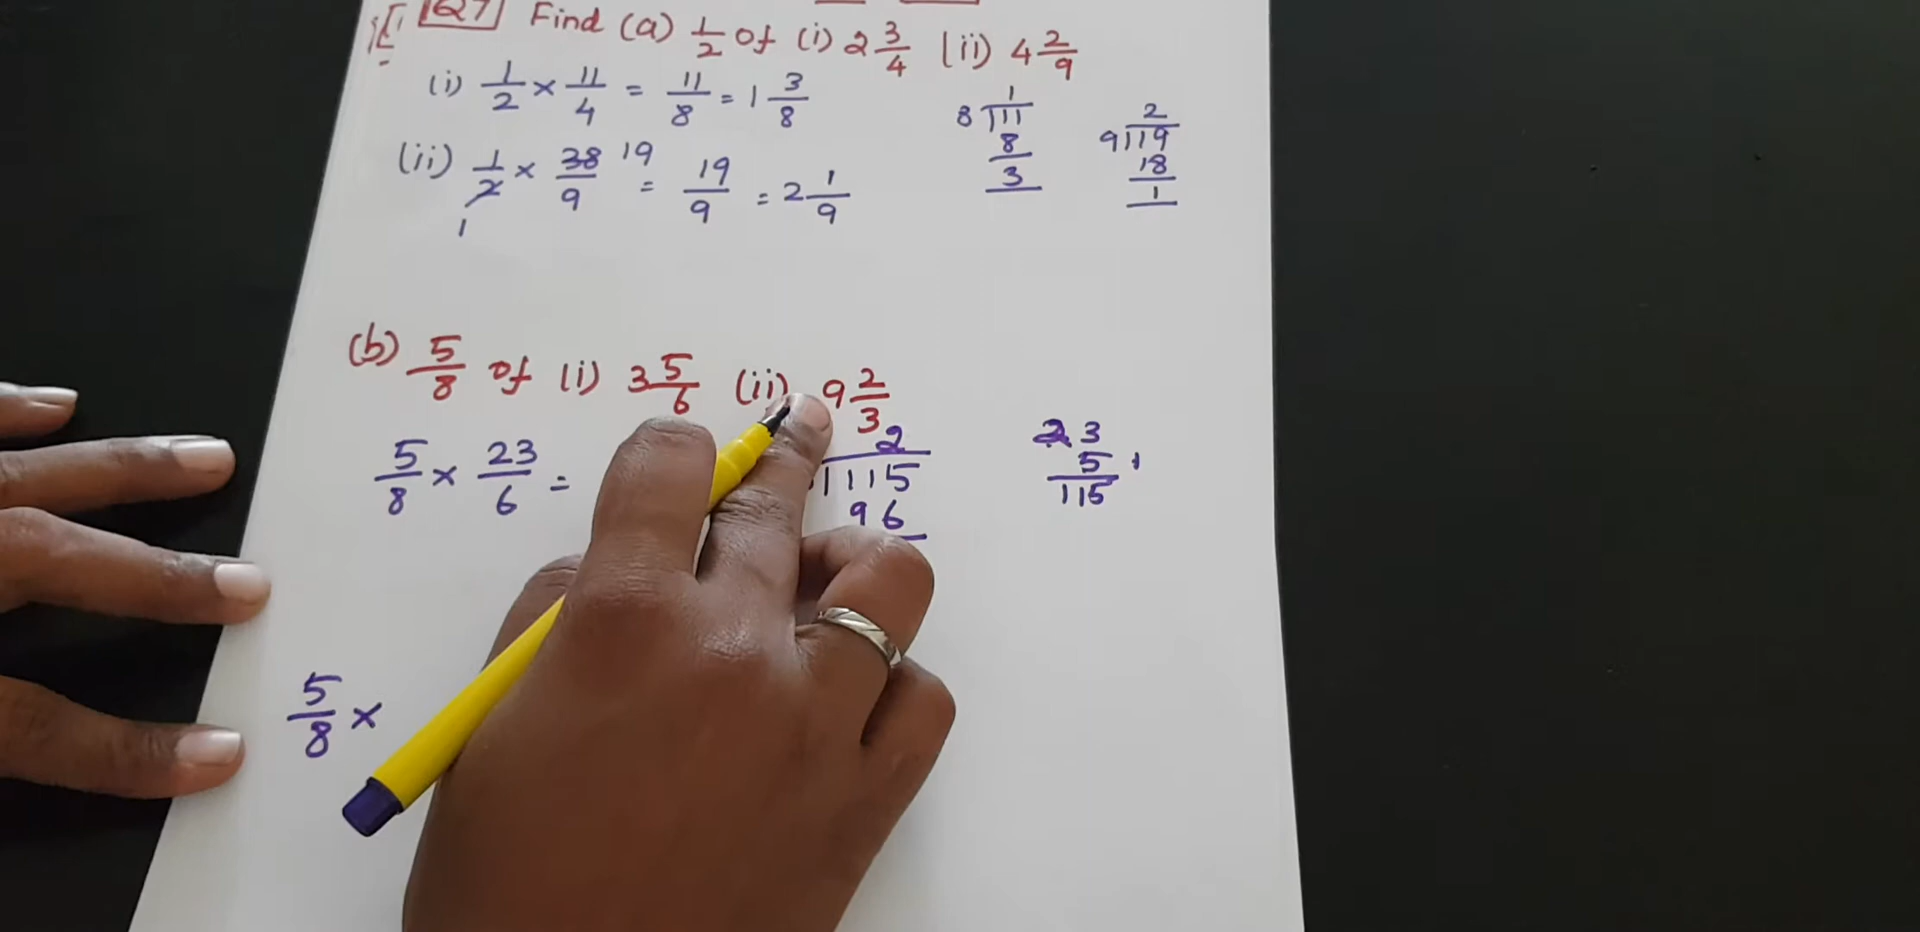 Q7 Find (a) 1/2 of (i) 2 3/4 (ii) 4 2/9
(i) 1/2 × 11/4 = 11/8 = 1 3/8
8 1 11
8
3
2
9 19
18
1
(ii) 1/2 1 × 38/9 19 = 19/9 = 2 1/9
(b) 5/8 of (i) 3 5/6 (ii) 9 2/3
5/8 × 23/6 =
2
115
96
23
5
115
5/8 ×